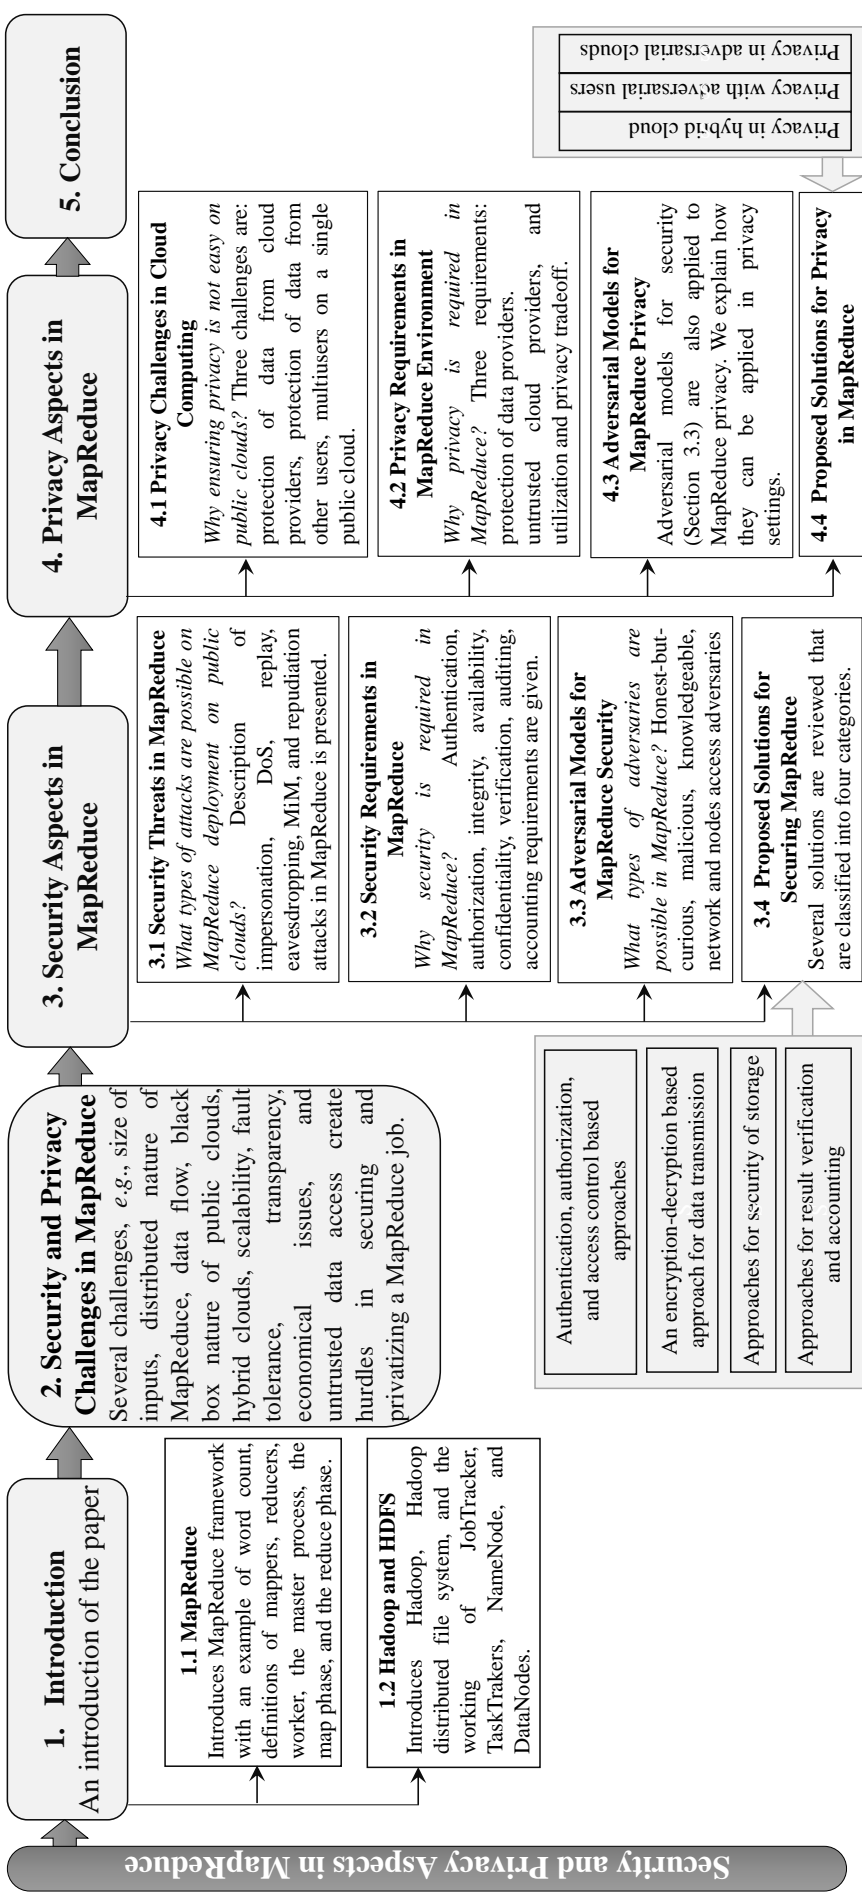 Security and Privacy Aspects in MapReduce
1. Introduction
An introduction of the paper
1.1 MapReduce
Introduces MapReduce framework
with an example of word count,
definitions of mappers, reducers,
worker, the master process, the
map phase, and the reduce phase.
1.2 Hadoop and HDFS
Introduces Hadoop, Hadoop
distributed file system, and the
working of JobTracker,
TaskTrakers, NameNode, and
DataNodes.
2. Security and Privacy
Challenges in MapReduce
Several challenges, e.g., size of
inputs, distributed nature of
MapReduce, data flow, black
box nature of public clouds,
hybrid clouds, scalability, fault
tolerance, transparency,
economical issues, and
untrusted data access create
hurdles in securing and
privatizing a MapReduce job.
3. Security Aspects in
MapReduce
3.1 Security Threats in MapReduce
What types of attacks are possible on
MapReduce deployment on public
clouds? Description of
impersonation, DoS, replay,
eavesdropping, MiM, and repudiation
attacks in MapReduce is presented.
3.2 Security Requirements in
MapReduce
Why security is required in
MapReduce? Authentication,
authorization, integrity, availability,
confidentiality, verification, auditing,
accounting requirements are given.
3.3 Adversarial Models for
MapReduce Security
What types of adversaries are
possible in MapReduce? Honest-but-
curious, malicious, knowledgeable,
network and nodes access adversaries
3.4 Proposed Solutions for
Securing MapReduce
Several solutions are reviewed that
are classified into four categories.
Authentication, authorization,
and access control based
approaches
An encryption-decryption based
approach for data transmission
Approaches for security of storage
Approaches for result verification
and accounting
4. Privacy Aspects in
MapReduce
4.1 Privacy Challenges in Cloud
Computing
Why ensuring privacy is not easy on
public clouds? Three challenges are:
protection of data from cloud
providers, protection of data from
other users, multiusers on a single
public cloud.
4.2 Privacy Requirements in
MapReduce Environment
Why privacy is required in
MapReduce? Three requirements:
protection of data providers.
untrusted cloud providers, and
utilization and privacy tradeoff.
4.3 Adversarial Models for
MapReduce Privacy
Adversarial models for security
(Section 3.3) are also applied to
MapReduce privacy. We explain how
they can be applied in privacy
settings.
4.4 Proposed Solutions for Privacy
in MapReduce
Privacy in hybrid cloud
Privacy with adversarial users
Privacy in adversarial clouds
5. Conclusion